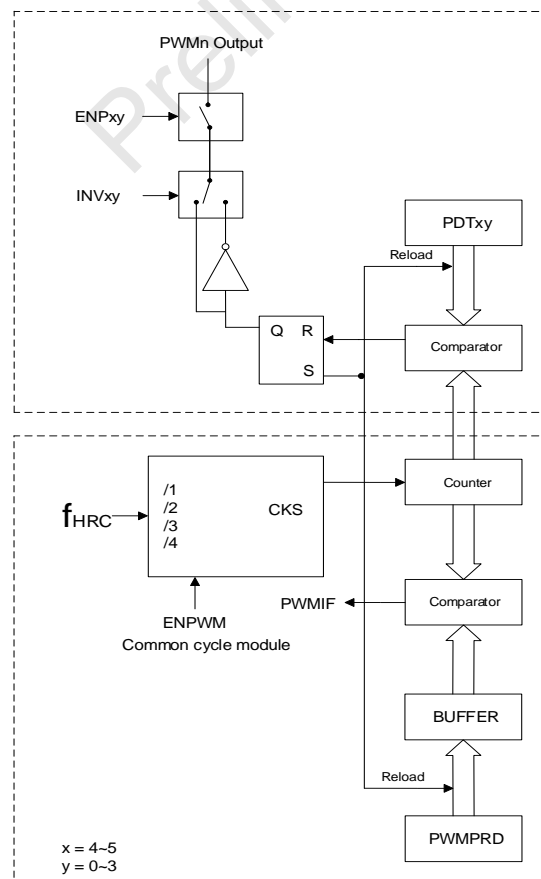 PWMn Output
ENPxy
INVxy
PDTxy
Reload
Q R
S
Comparator
fHRC
/1
/2
/3
/4
CKS
Counter
ENPWM
Common cycle module
PWMIF
Comparator
BUFFER
Reload
PWMPRD
x = 4~5
y = 0~3